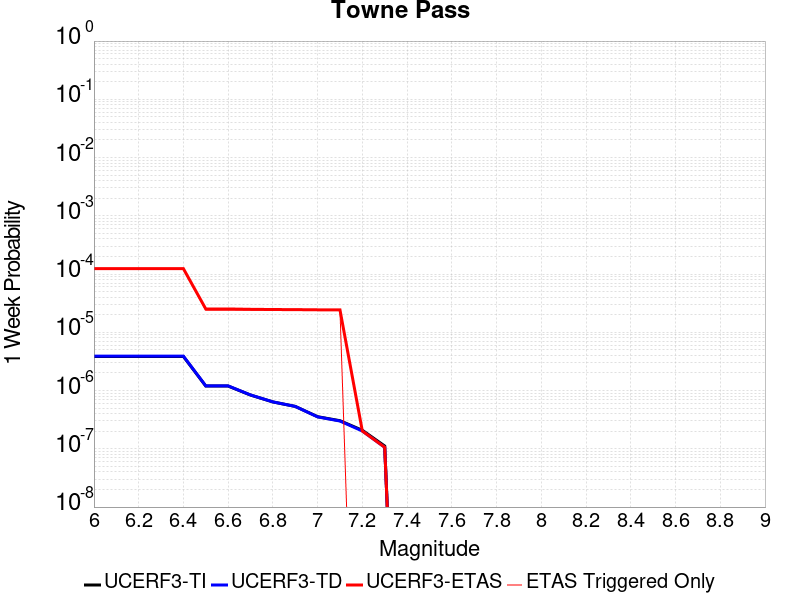 Towne Pass
10^0
10^-1
10^-2
10^-3
10^-4
10^-5
10^-6
10^-7
10^-8
1 Week Probability
6 6.2 6.4 6.6 6.8 7 7.2 7.4 7.6 7.8 8 8.2 8.4 8.6 8.8 9
Magnitude
UCERF3-TI UCERF3-TD UCERF3-ETAS ETAS Triggered Only